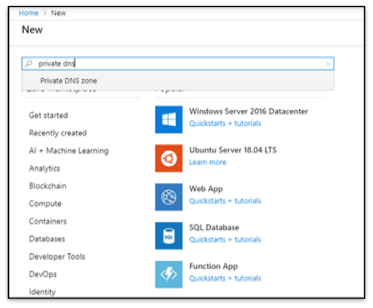 Home > New
New
private dns
Private DNS zone
Get started
Recently created
AI + Machine Learning
Analytics
Blockchain
Compute
Containers
Databases
Developer Tools
DevOps
Identity
Windows Server 2016 Datacenter
Quickstarts + tutorials
Ubuntu Server 18.04 LTS
Learn more
Web App
Quickstarts + tutorials
SQL Database
Quickstarts + tutorials
Function App
Quickstarts + tutorials